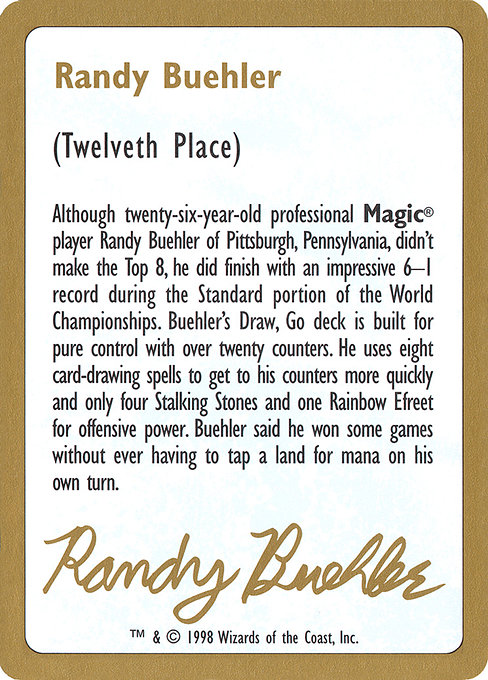 Randy Buehler
(Twelveth Place)
Although twenty-six-year-old professional Magic®
player Randy Buehler of Pittsburgh, Pennsylvania, didn't
make the Top 8, he did finish with an impressive 6–1
record during the Standard portion of the World
Championships. Buehler's Draw, Go deck is built for
pure control with over twenty counters. He uses eight
card-drawing spells to get to his counters more quickly
and only four Stalking Stones and one Rainbow Efreet
for offensive power. Buehler said he won some games
without ever having to tap a land for mana on his
own turn.
Randy Buehler
™ & © 1998 Wizards of the Coast, Inc.